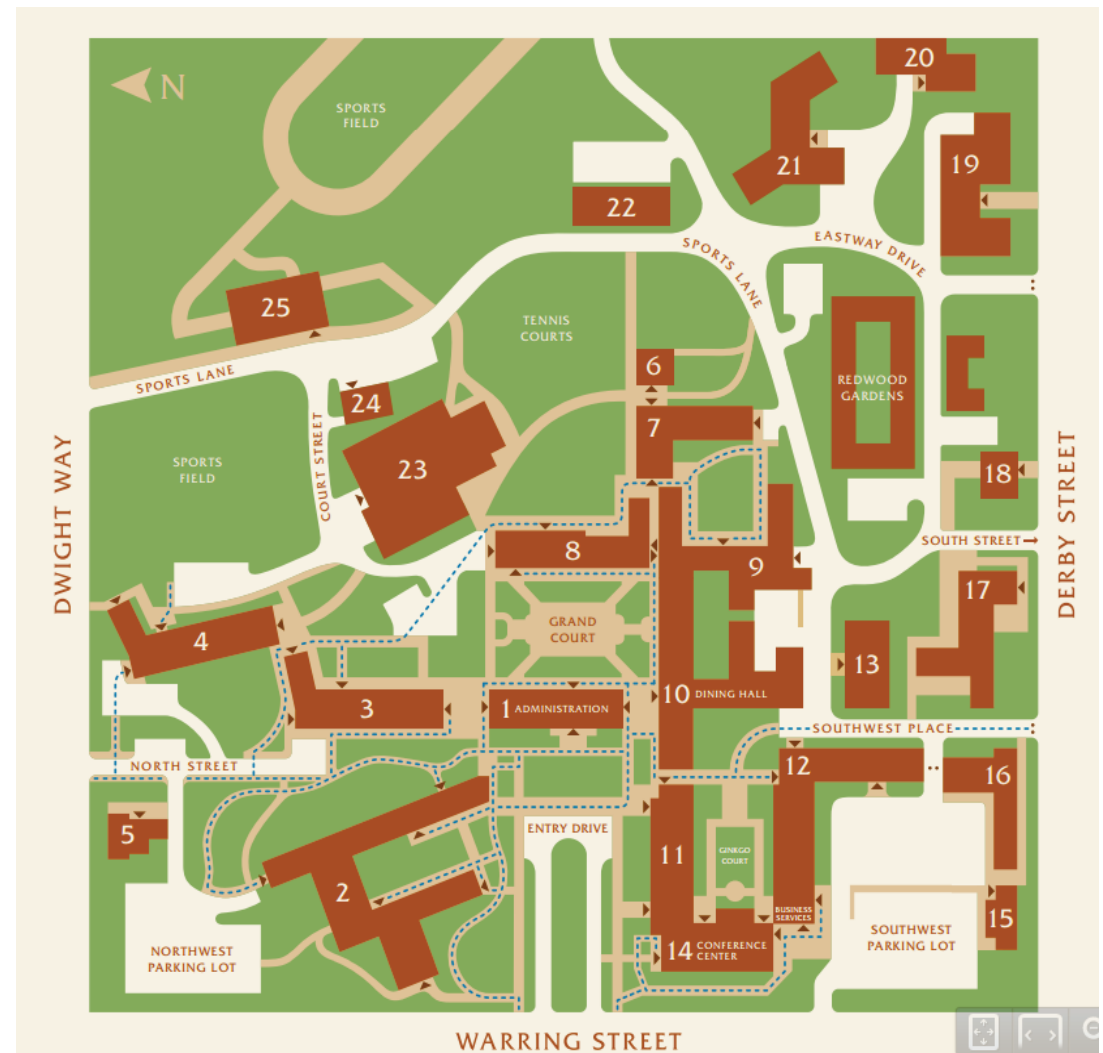 N
SPORTS
FIELD
20
21
19
22
SPORTS LANE
EASTWAY DRIVE
25
TENNIS
COURTS
SPORTS LANE
6
REDWOOD
GARDENS
24
7
COURT STREET
SPORTS
FIELD
23
18
DWIGHT WAY
DERBY STREET
SOUTH STREET
8
9
17
GRAND
COURT
4
13
10 DINING HALL
3
1 ADMINISTRATION
SOUTHWEST PLACE
NORTH STREET
12
16
5
ENTRY DRIVE
11
GINKGO
COURT
2
BUSINESS
SERVICES
15
NORTHWEST
PARKING LOT
14 CONFERENCE
CENTER
SOUTHWEST
PARKING LOT
WARRING STREET